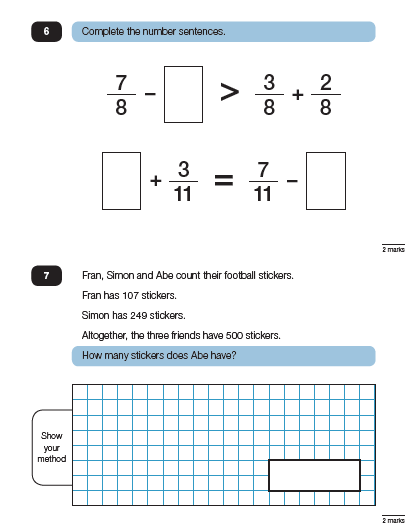 6 Complete the number sentences.
7/8 − > 3/8 + 2/8
+ 3/11 = 7/11 −
2 marks
7 Fran, Simon and Abe count their football stickers.
Fran has 107 stickers.
Simon has 249 stickers.
Altogether, the three friends have 500 stickers.
How many stickers does Abe have?
Show
your
method
2 marks